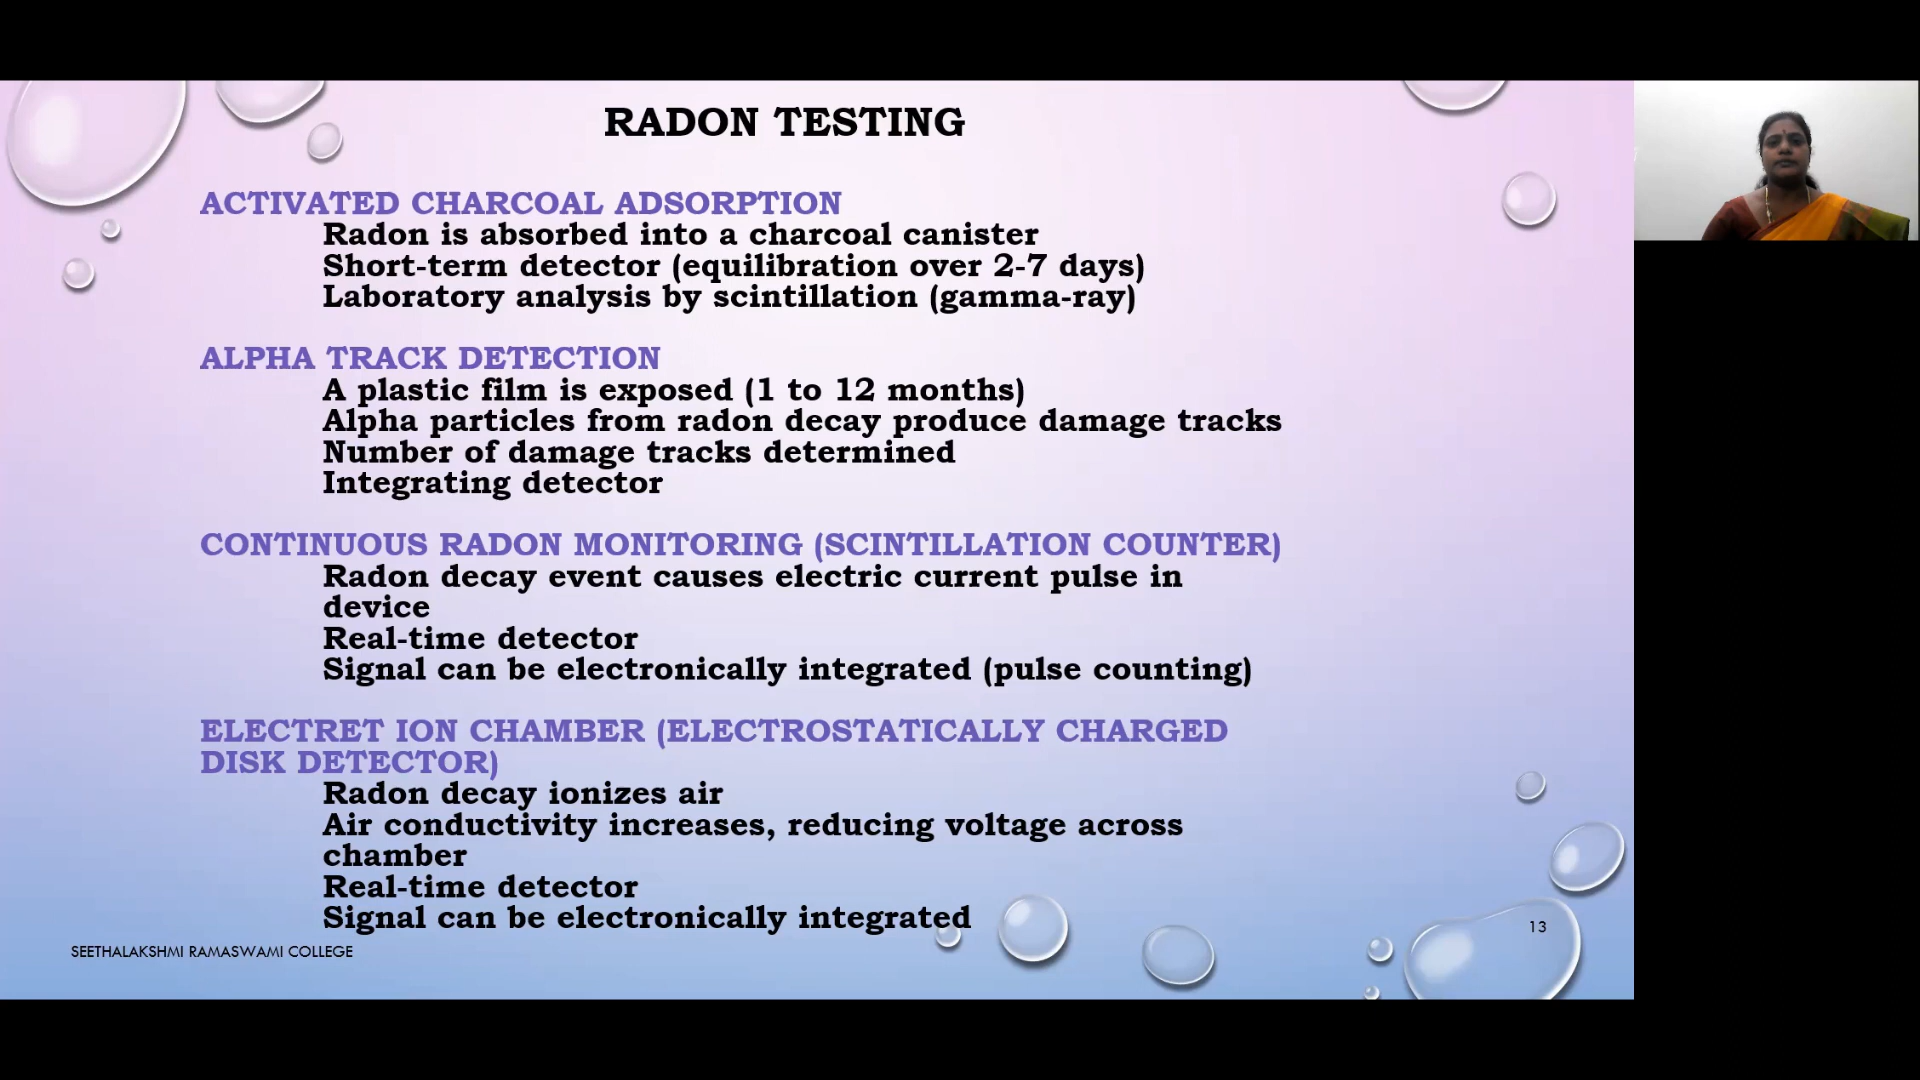 RADON TESTING
ACTIVATED CHARCOAL ADSORPTION
Radon is absorbed into a charcoal canister
Short-term detector (equilibration over 2-7 days)
Laboratory analysis by scintillation (gamma-ray)
ALPHA TRACK DETECTION
A plastic film is exposed (1 to 12 months)
Alpha particles from radon decay produce damage tracks
Number of damage tracks determined
Integrating detector
CONTINUOUS RADON MONITORING (SCINTILLATION COUNTER)
Radon decay event causes electric current pulse in
device
Real-time detector
Signal can be electronically integrated (pulse counting)
ELECTRET ION CHAMBER (ELECTROSTATICALLY CHARGED
DISK DETECTOR)
Radon decay ionizes air
Air conductivity increases, reducing voltage across
chamber
Real-time detector
Signal can be electronically integrated
13
SEETHALAKSHMI RAMASWAMI COLLEGE